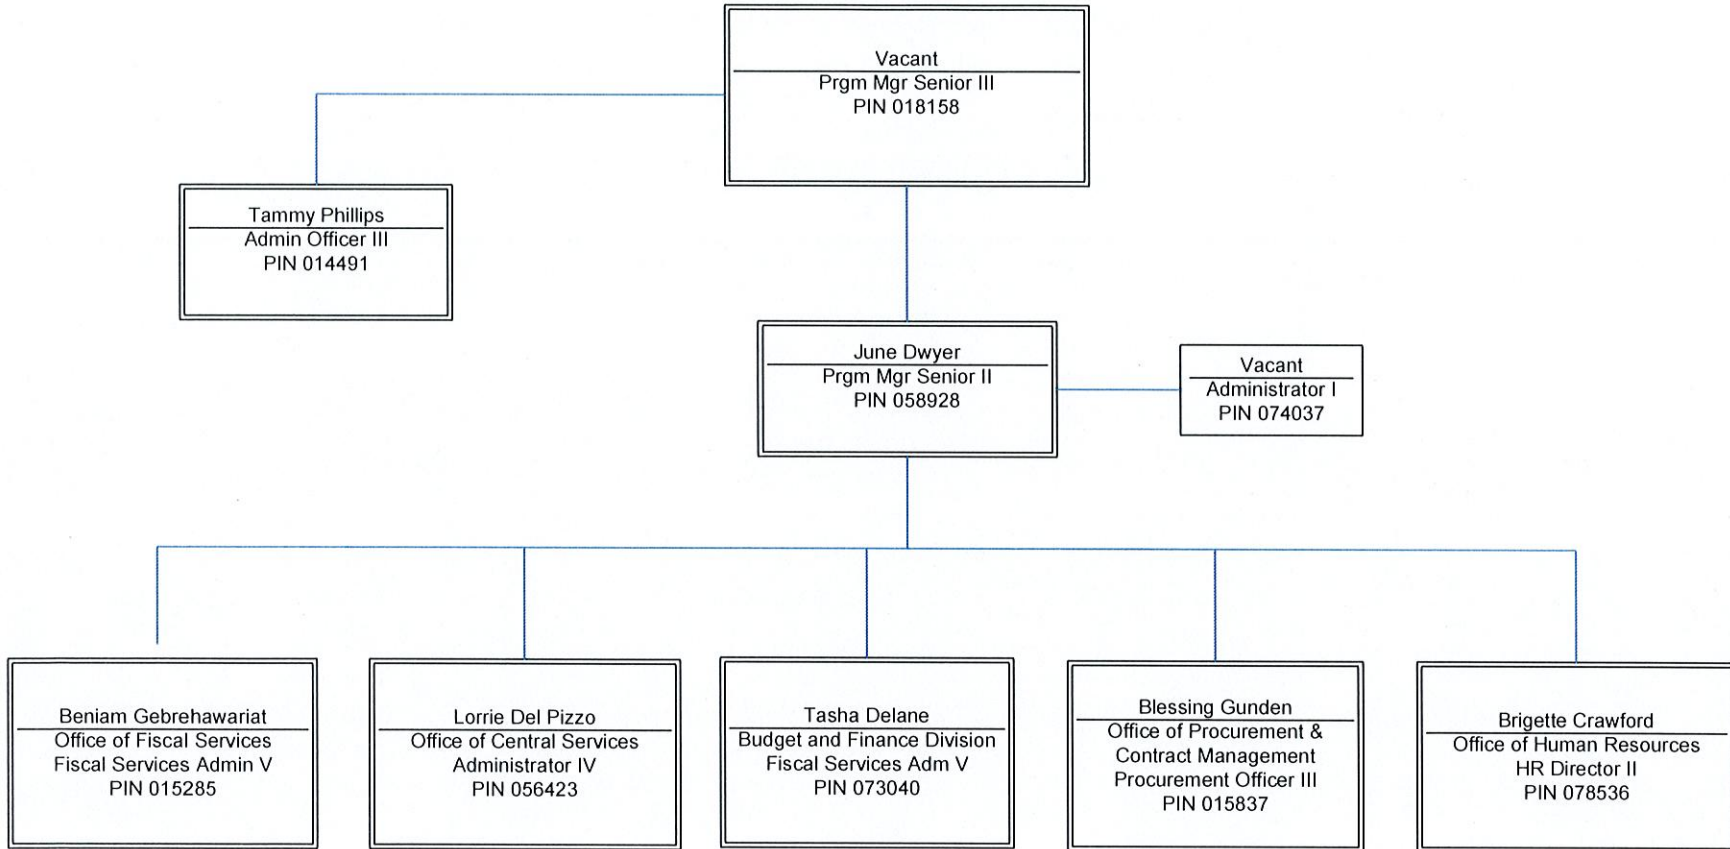 Vacant
Prgm Mgr Senior III
PIN 018158
Tammy Phillips
Admin Officer III
PIN 014491
June Dwyer
Prgm Mgr Senior II
PIN 058928
Vacant
Administrator I
PIN 074037
Beniam Gebrehawariat
Office of Fiscal Services
Fiscal Services Admin V
PIN 015285
Lorrie Del Pizzo
Office of Central Services
Administrator IV
PIN 056423
Tasha Delane
Budget and Finance Division
Fiscal Services Adm V
PIN 073040
Blessing Gunden
Office of Procurement &
Contract Management
Procurement Officer III
PIN 015837
Brigette Crawford
Office of Human Resources
HR Director II
PIN 078536